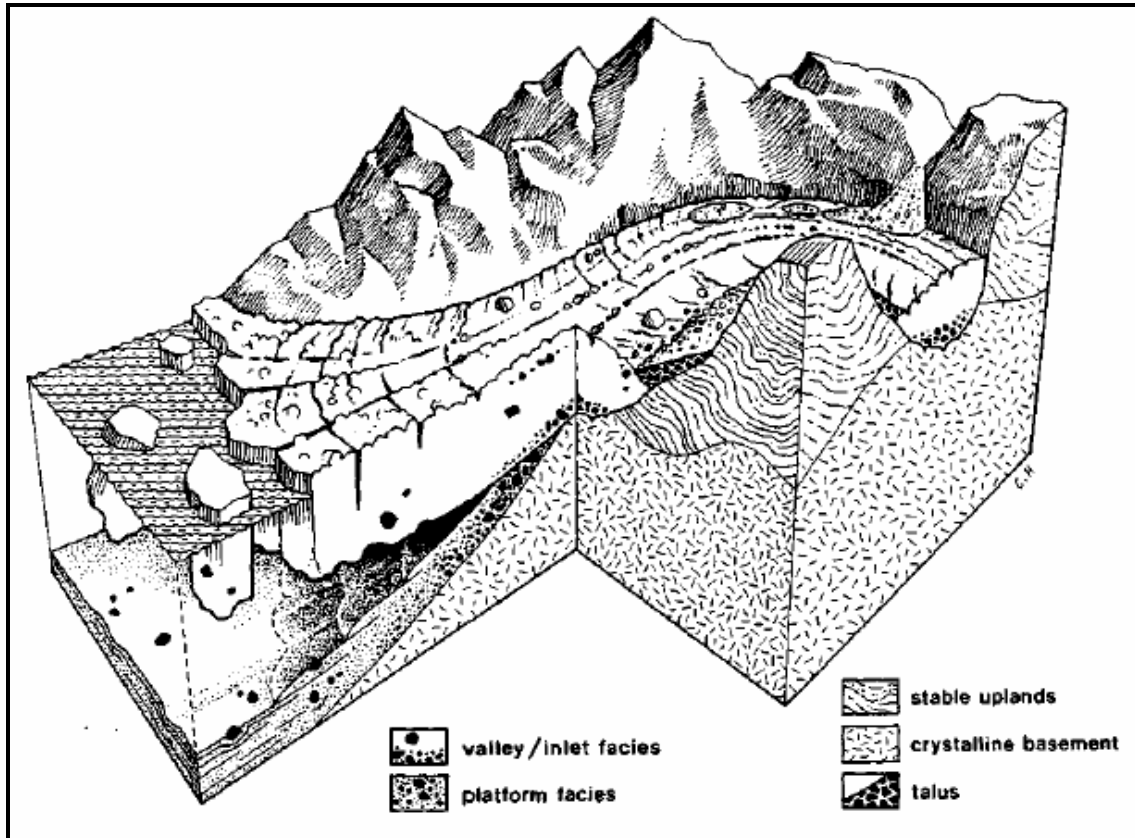 valley/inlet facies
platform facies
stable uplands
crystalline basement
talus